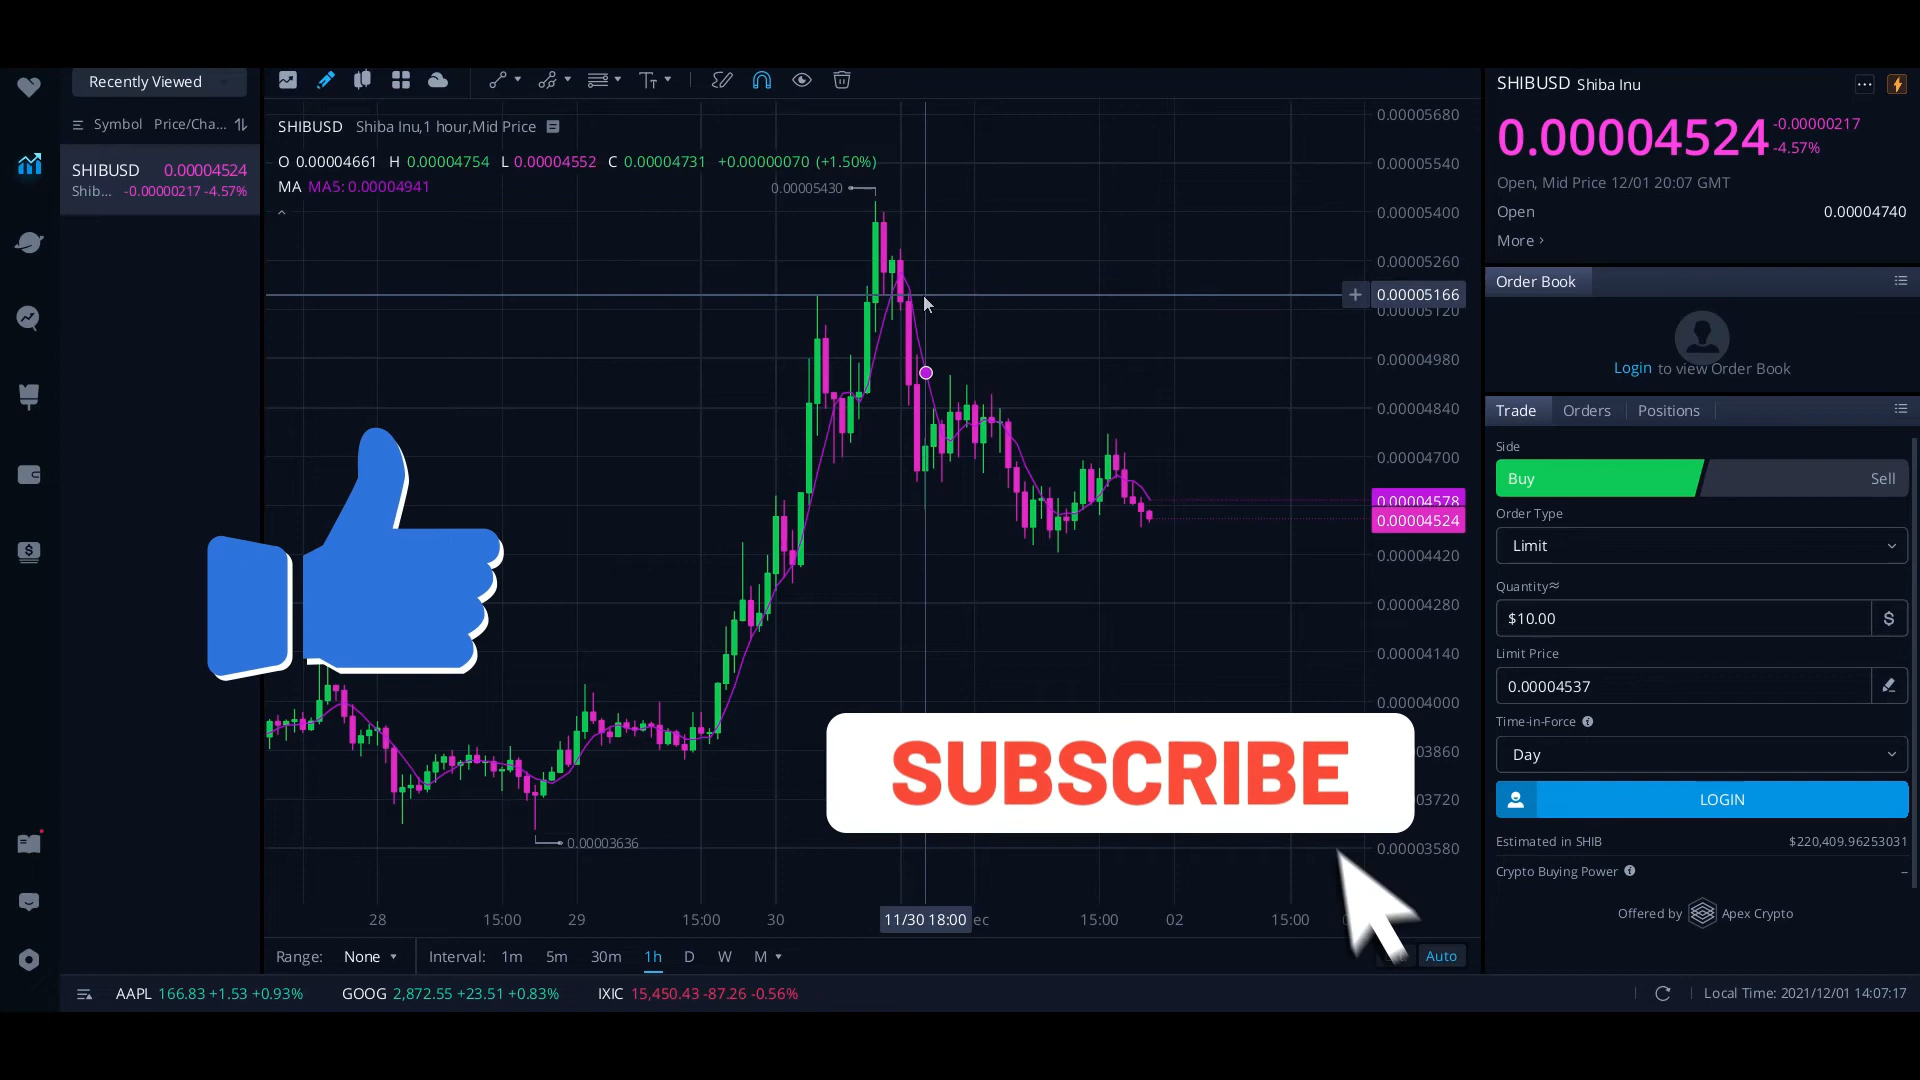 Recently Viewed
Symbol Price/Cha...
SHIBUSD 0.00004524
Shib... -0.00000217 -4.57%
SHIBUSD Shiba Inu,1 hour,Mid Price
O 0.00004661 H 0.00004754 L 0.00004552 C 0.00004731 +0.00000070 (+1.50%)
MA MA5: 0.00004941
0.00005430
0.00003636
0.00005680
0.00005540
0.00005400
0.00005260
0.00005166
0.00005120
0.00004980
0.00004840
0.00004700
0.00004578
0.00004524
0.00004420
0.00004280
0.00004140
0.00004000
03860
03720
0.00003580
SUBSCRIBE
28 15:00 29 15:00 30 11/30 18:00 ec 15:00 02 15:00
Range: None Interval: 1m 5m 30m 1h D W M Auto
AAPL 166.83 +1.53 +0.93% GOOG 2,872.55 +23.51 +0.83% IXIC 15,450.43 -87.26 -0.56%
Local Time: 2021/12/01 14:07:17
SHIBUSD Shiba Inu
0.00004524 -0.00000217
-4.57%
Open, Mid Price 12/01 20:07 GMT
Open 0.00004740
More
Order Book
Login to view Order Book
Trade Orders Positions
Side
Buy Sell
Order Type
Limit
Quantity≈
$10.00 $
Limit Price
0.00004537
Time-in-Force
Day
LOGIN
Estimated in SHIB $220,409.96253031
Crypto Buying Power --
Offered by Apex Crypto